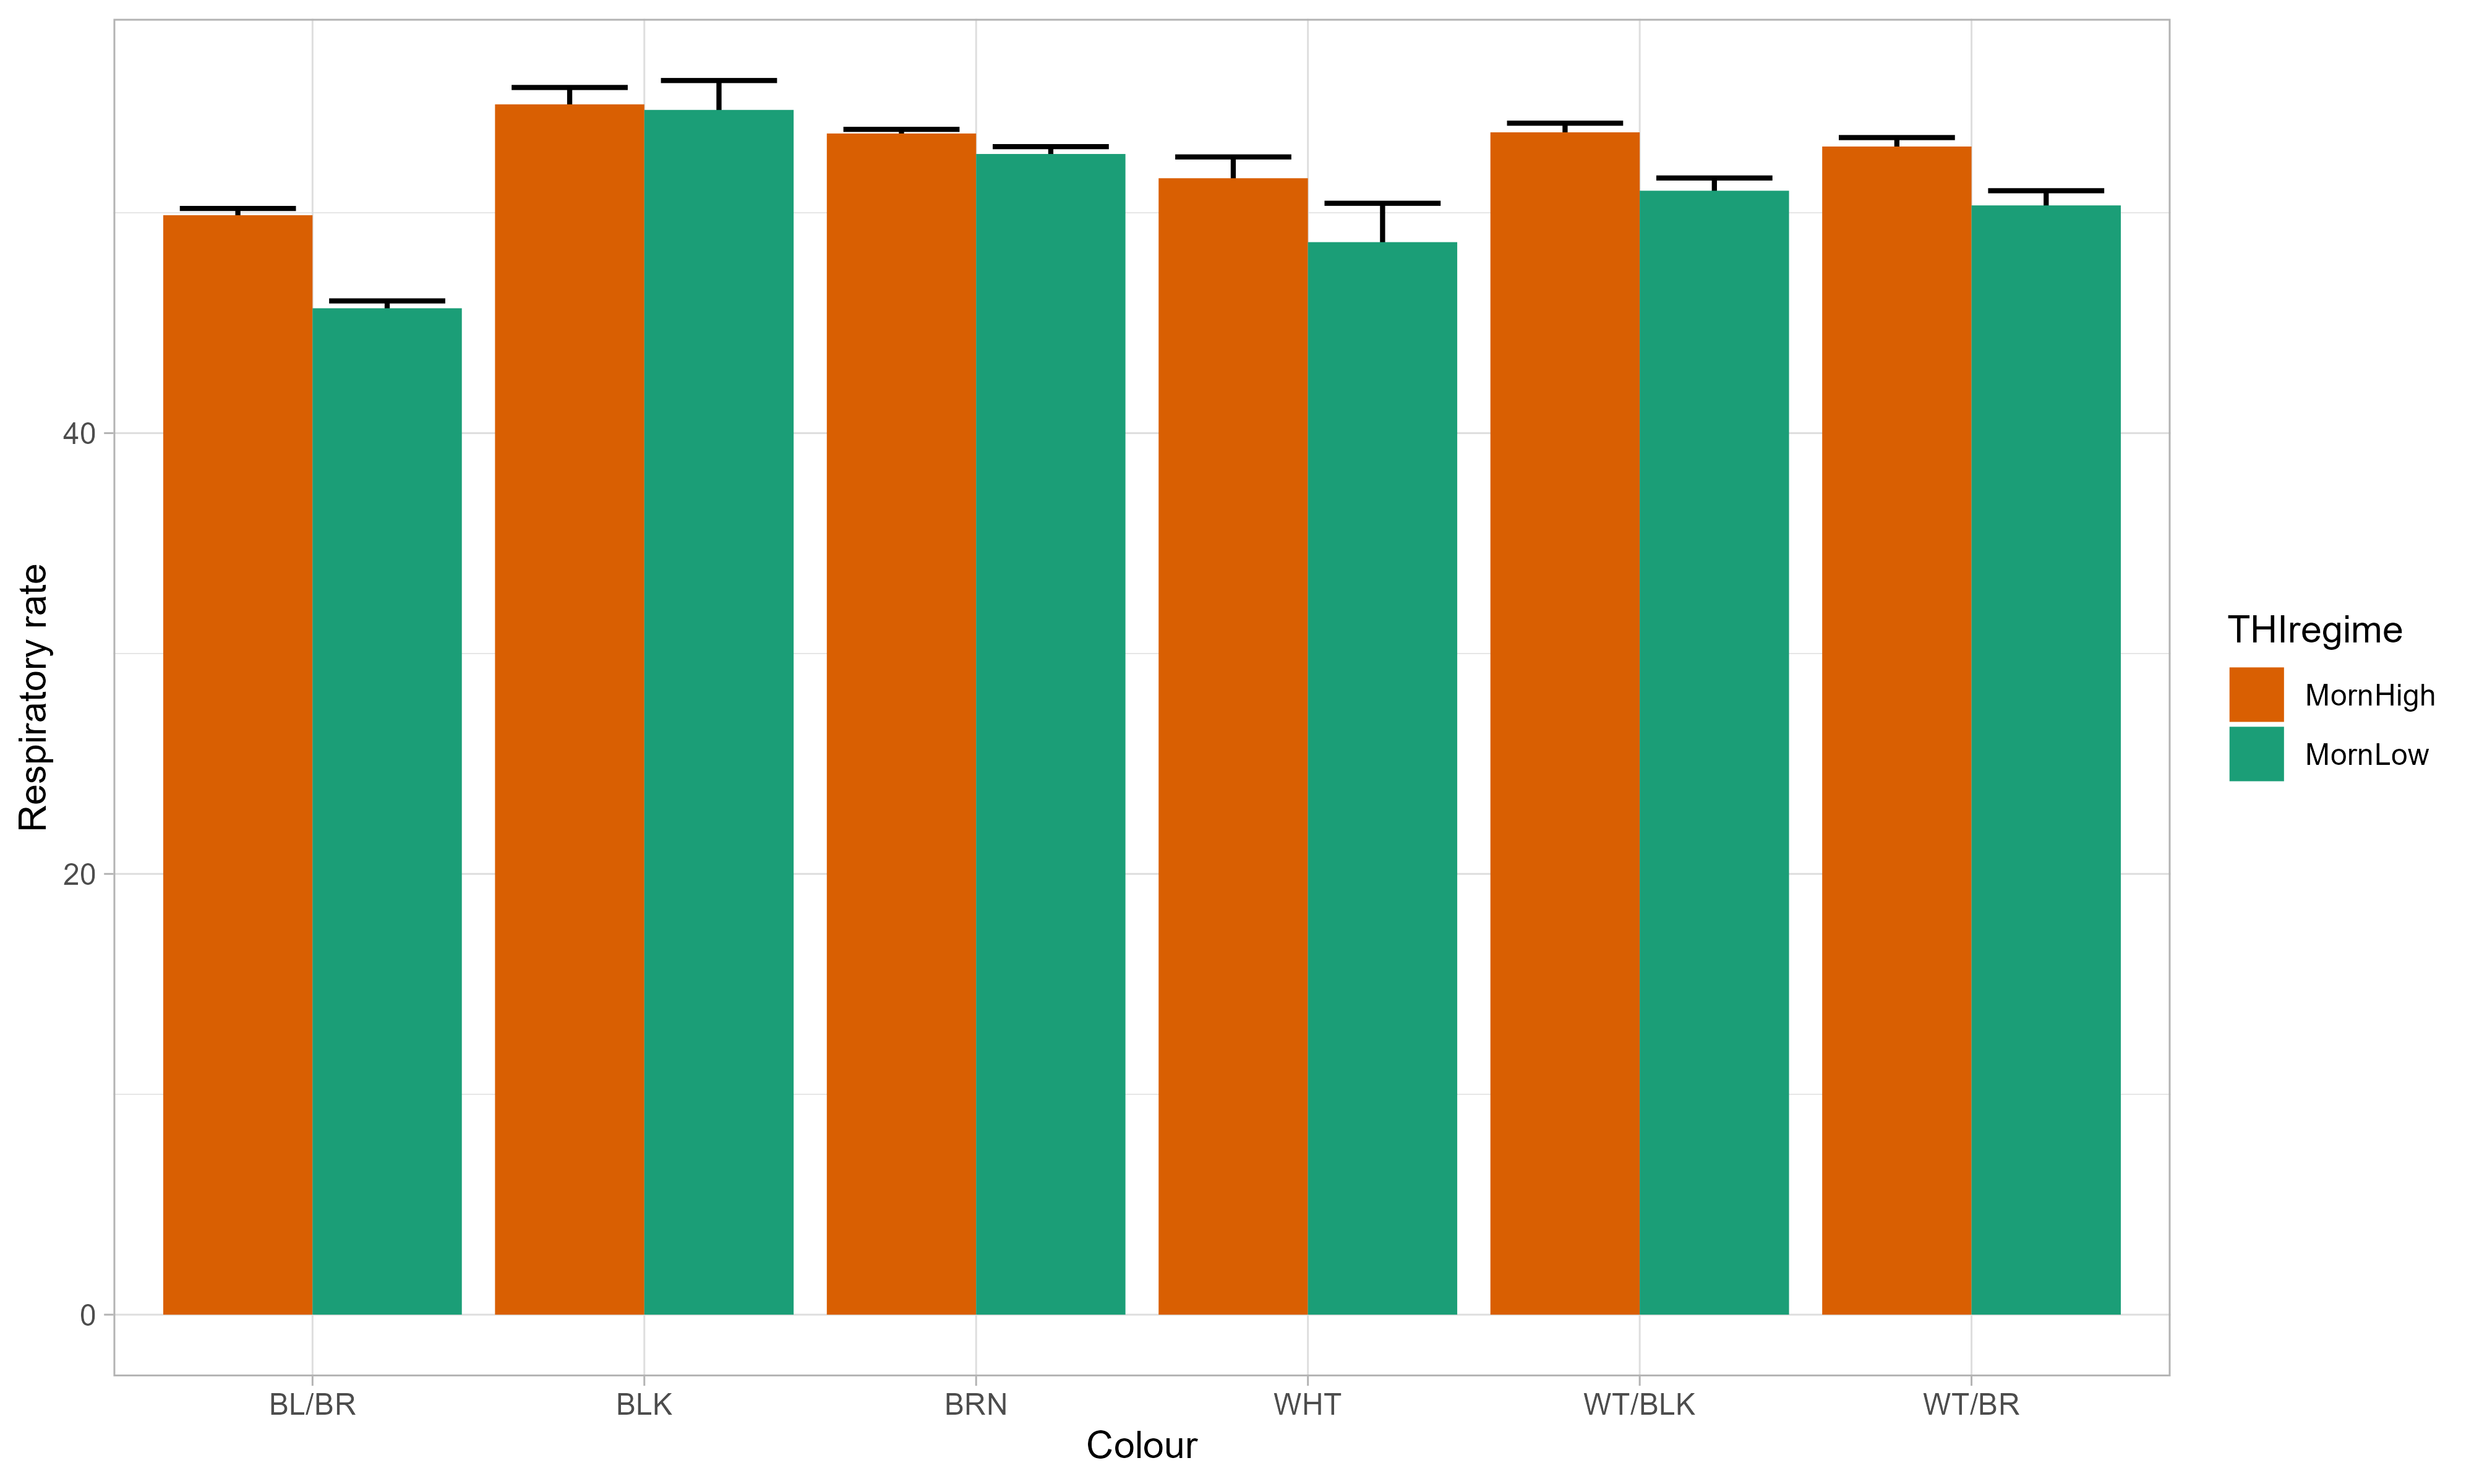 Respiratory rate
40
20
0
BL/BR BLK BRN WHT WT/BLK WT/BR
Colour
THIregime
MornHigh
MornLow